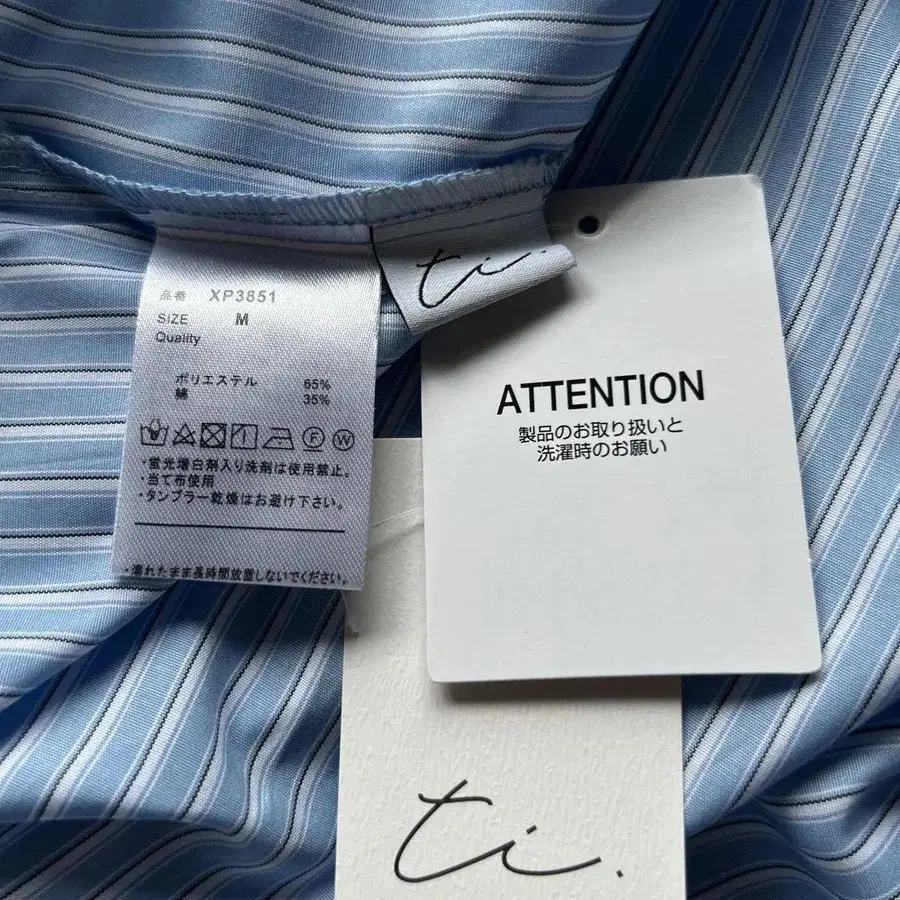 品番 XP3851
SIZE M
Quality
ポリエステル 65%
綿 35%
F W
・蛍光増白剤入り洗剤は使用禁止。
・当て布使用
・タンブラー乾燥はお避け下さい。
・濡れたまま長時間放置しないでください。
ti.
ATTENTION
製品のお取り扱いと
洗濯時のお願い
ti.